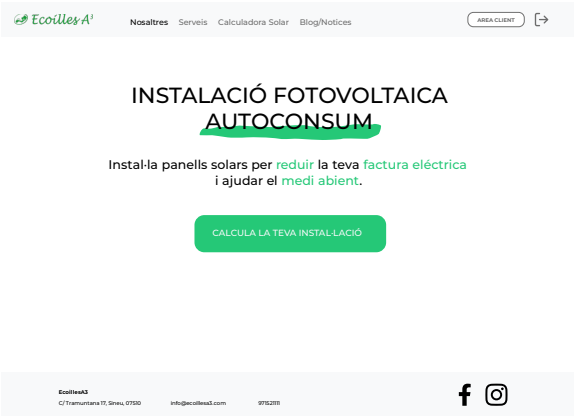 Ecoilles A³
Nosaltres Serveis Calculadora Solar Blog/Notices
AREA CLIENT
INSTALACIÓ FOTOVOLTAICA
AUTOCONSUM
Instal·la panells solars per reduir la teva factura eléctrica
i ajudar el medi abient.
CALCULA LA TEVA INSTAL·LACIÓ
EcoillesA3
C/ Tramuntana 17, Sineu, 07510 info@ecoillesa3.com 971521111